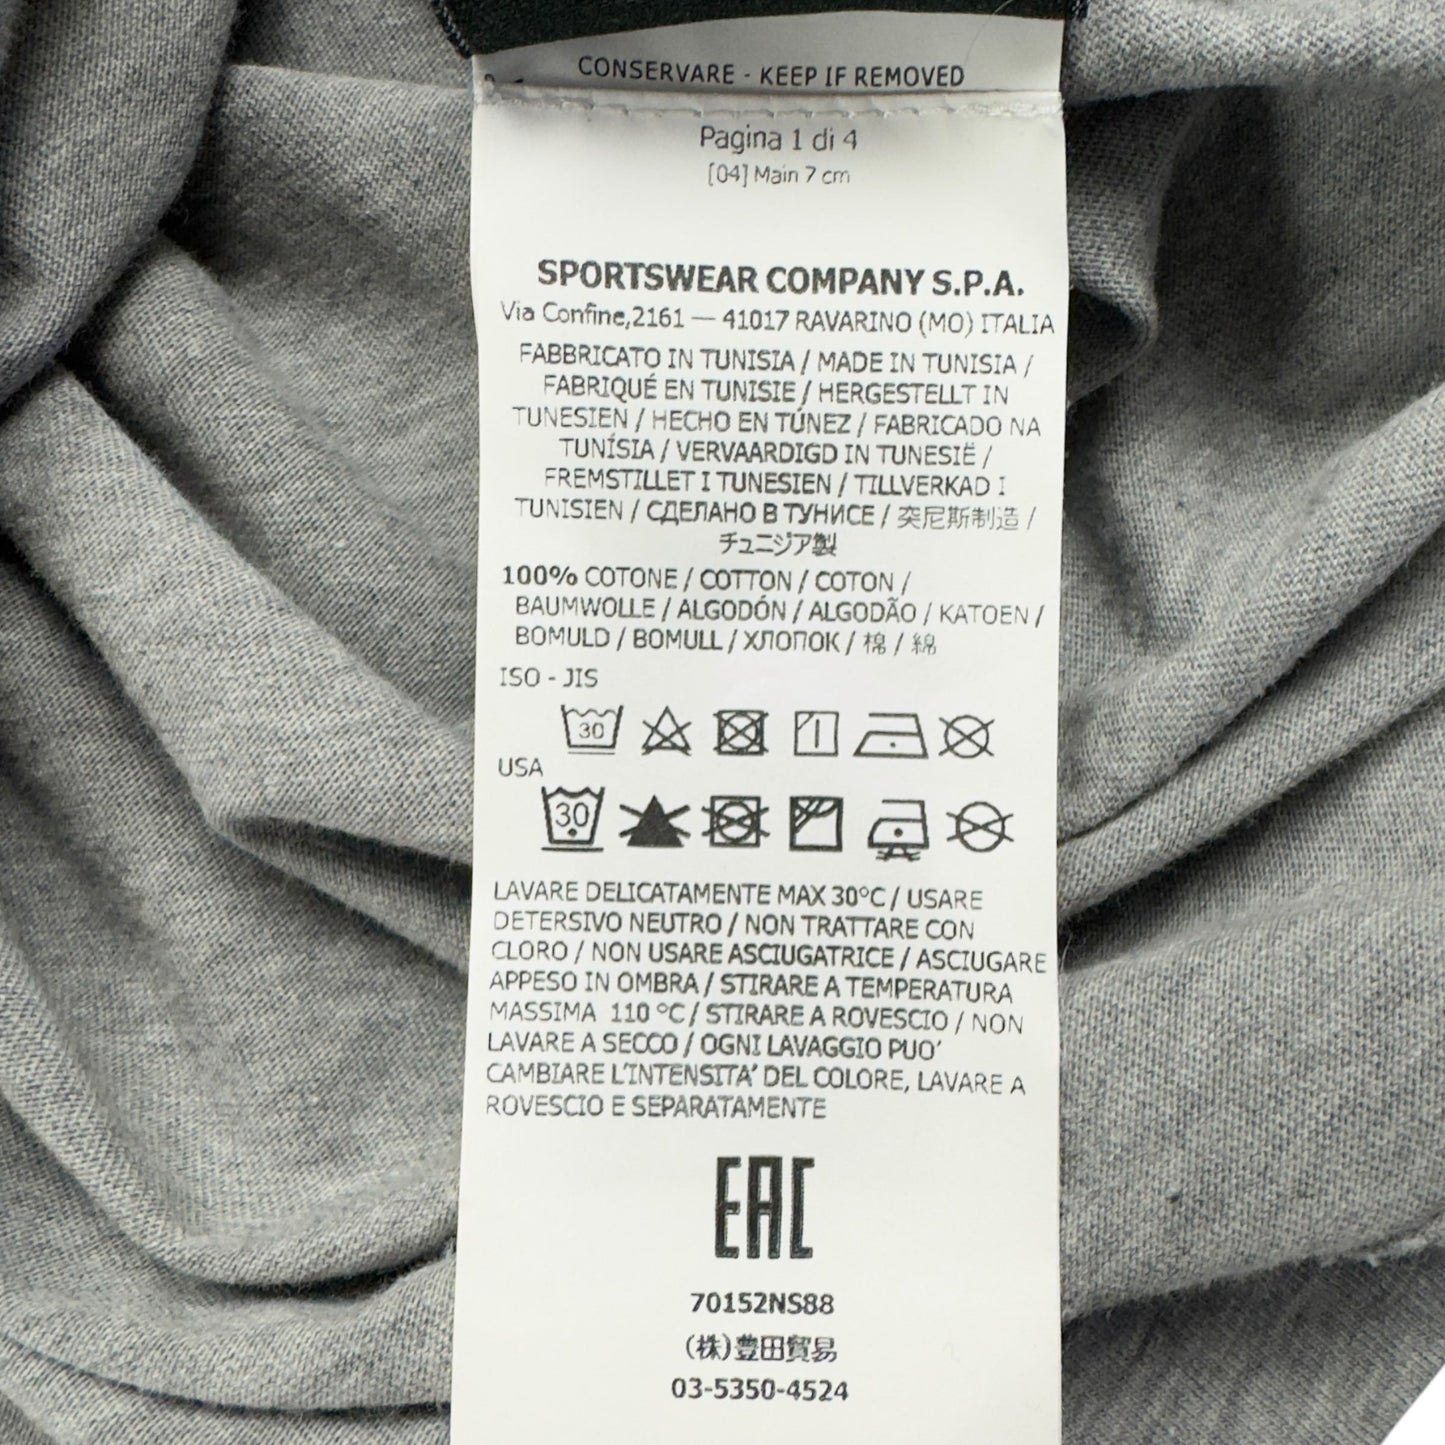 CONSERVARE - KEEP IF REMOVED
Pagina 1 di 4
[04] Main 7 cm
SPORTSWEAR COMPANY S.P.A.
Via Confine,2161 — 41017 RAVARINO (MO) ITALIA
FABBRICATO IN TUNISIA / MADE IN TUNISIA /
FABRIQUÉ EN TUNISIE / HERGESTELLT IN
TUNESIEN / HECHO EN TÚNEZ / FABRICADO NA
TUNÍSIA / VERVAARDIGD IN TUNESIË /
FREMSTILLET I TUNESIEN / TILLVERKAD I
TUNISIEN / СДЕЛАНО В ТУНИСЕ / 突尼斯制造 /
チュニジア製
100% COTONE / COTTON / COTON /
BAUMWOLLE / ALGODÓN / ALGODÃO / KATOEN /
BOMULD / BOMULL / ХЛОПОК / 棉 / 綿
ISO - JIS
30
USA
30
LAVARE DELICATAMENTE MAX 30°C / USARE
DETERSIVO NEUTRO / NON TRATTARE CON
CLORO / NON USARE ASCIUGATRICE / ASCIUGARE
APPESO IN OMBRA / STIRARE A TEMPERATURA
MASSIMA 110 °C / STIRARE A ROVESCIO / NON
LAVARE A SECCO / OGNI LAVAGGIO PUO'
CAMBIARE L'INTENSITA' DEL COLORE, LAVARE A
ROVESCIO E SEPARATAMENTE
EAC
70152NS88
(株)豊田貿易
03-5350-4524